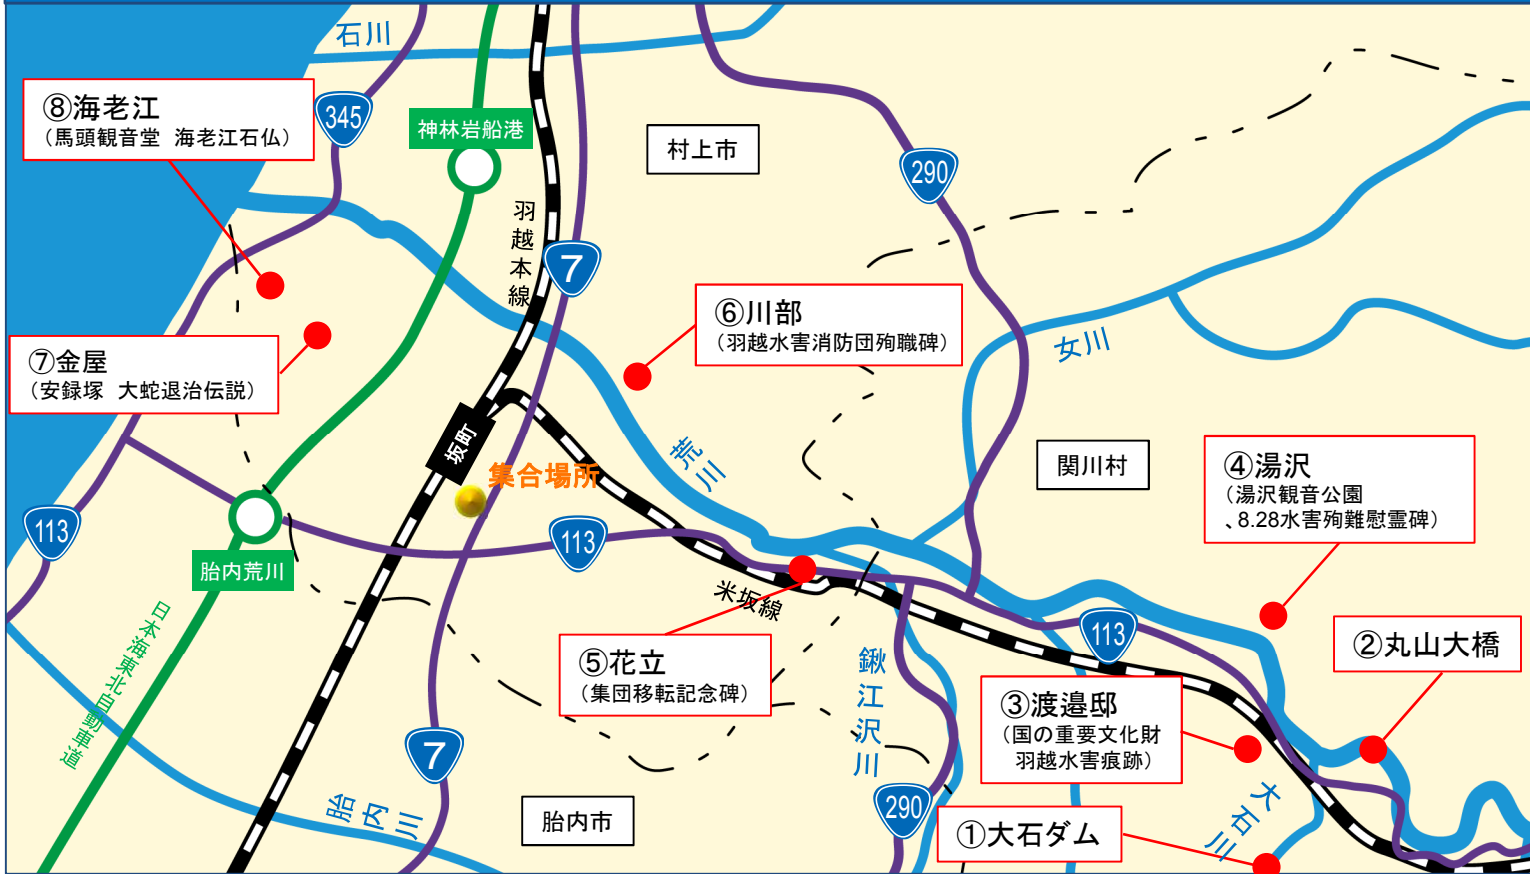 石川
⑧海老江
（馬頭観音堂 海老江石仏）
345
神林岩船港
村上市
290
羽越本線
7
⑥川部
（羽越水害消防団殉職碑）
女川
⑦金屋
（安録塚 大蛇退治伝説）
坂町
集合場所
荒川
関川村
④湯沢
（湯沢観音公園
、8.28水害殉難慰霊碑）
113
113
胎内荒川
米坂線
日本海東北自動車道
113
②丸山大橋
⑤花立
（集団移転記念碑）
鍬江沢川
③渡邉邸
（国の重要文化財
羽越水害痕跡）
7
胎内川
胎内市
290
大石川
①大石ダム